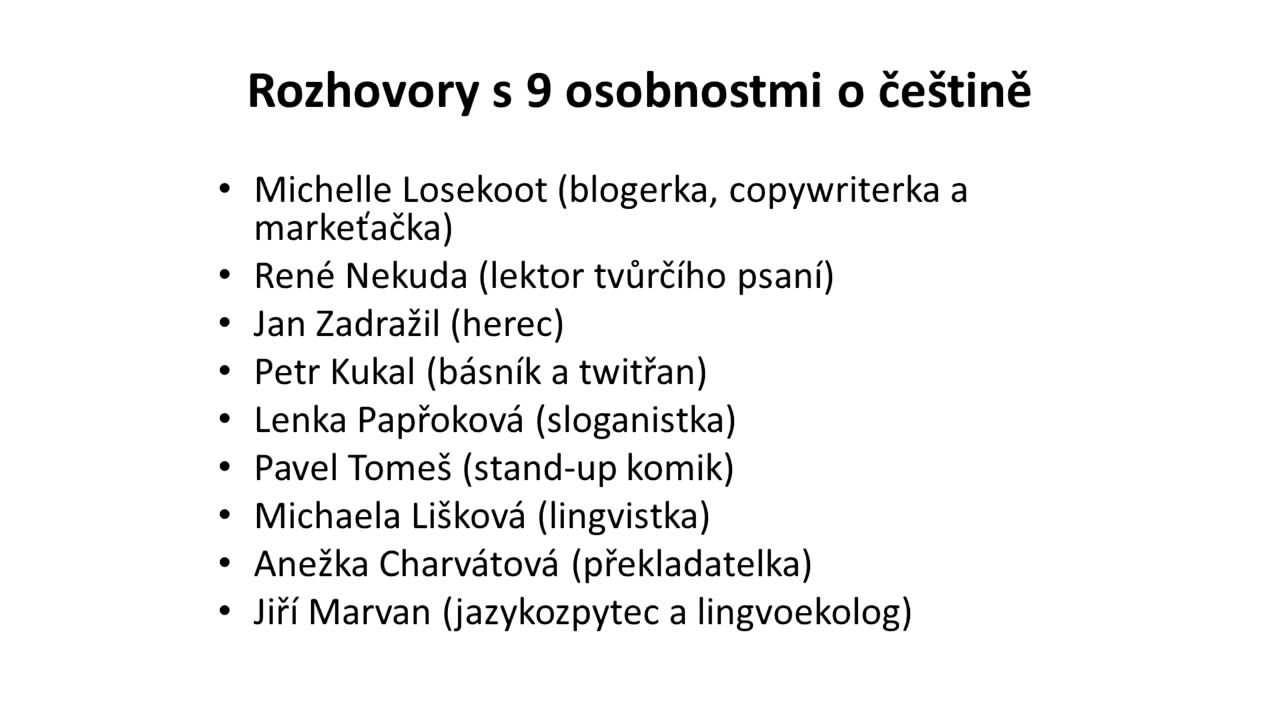 Rozhovory s 9 osobnostmi o češtině
• Michelle Losekoot (blogerka, copywriterka a
markeťačka)
• René Nekuda (lektor tvůrčího psaní)
• Jan Zadražil (herec)
• Petr Kukal (básník a twitřan)
• Lenka Papřoková (sloganistka)
• Pavel Tomeš (stand-up komik)
• Michaela Lišková (lingvistka)
• Anežka Charvátová (překladatelka)
• Jiří Marvan (jazykozpytec a lingvoekolog)